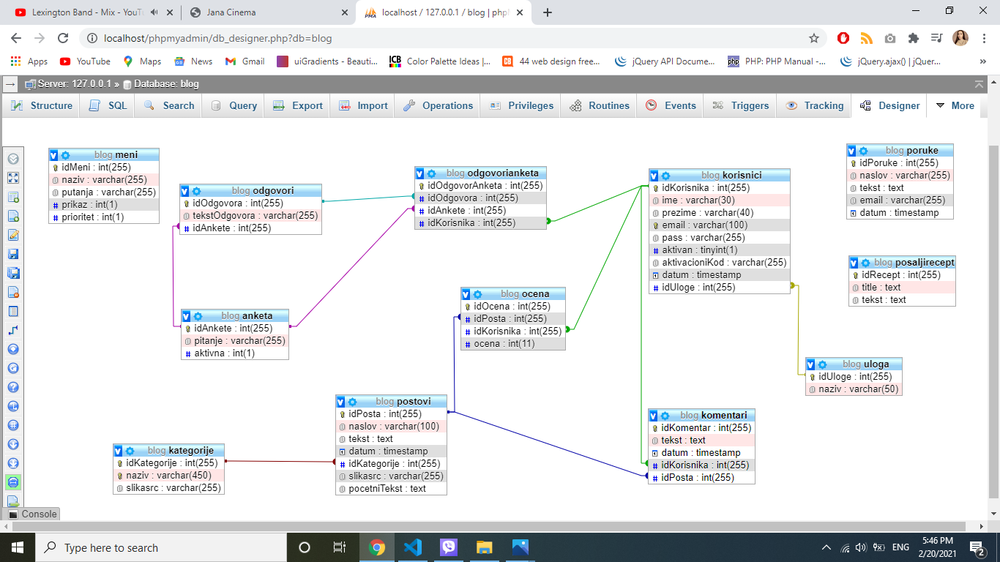 Lexington Band - Mix - YouT
Jana Cinema
localhost / 127.0.0.1 / blog | phpM
localhost/phpmyadmin/db_designer.php?db=blog
Apps
YouTube
Maps
News
Gmail
uiGradients - Beauti...
ICB
Color Palette Ideas |...
44 web design free...
jQuery API Docume...
php
PHP: PHP Manual -...
jQuery.ajax() | jQuer...
»
Server: 127.0.0.1 » Database: blog
Structure
SQL
Search
Query
Export
Import
Operations
Privileges
Routines
Events
Triggers
Tracking
Designer
More
blog meni
idMeni : int(255)
naziv : varchar(255)
putanja : varchar(255)
prikaz : int(1)
prioritet : int(1)
blog odgovori
idOdgovora : int(255)
tekstOdgovora : varchar(255)
idAnkete : int(255)
blog odgovorianketa
idOdgovorAnketa : int(255)
idOdgovora : int(255)
idAnkete : int(255)
idKorisnika : int(255)
blog korisnici
idKorisnika : int(255)
ime : varchar(30)
prezime : varchar(40)
email : varchar(100)
pass : varchar(255)
aktivan : tinyint(1)
aktivacioniKod : varchar(255)
datum : timestamp
idUloge : int(255)
blog poruke
idPoruke : int(255)
naslov : varchar(255)
tekst : text
email : varchar(255)
datum : timestamp
blog posaljirecept
idRecept : int(255)
title : text
tekst : text
blog anketa
idAnkete : int(255)
pitanje : varchar(255)
aktivna : int(1)
blog ocena
idOcena : int(255)
idPosta : int(255)
idKorisnika : int(255)
ocena : int(11)
blog uloga
idUloge : int(255)
naziv : varchar(50)
blog postovi
idPosta : int(255)
naslov : varchar(100)
tekst : text
datum : timestamp
idKategorije : int(255)
slikasrc : varchar(255)
pocetniTekst : text
blog komentari
idKomentar : int(255)
tekst : text
datum : timestamp
idKorisnika : int(255)
idPosta : int(255)
blog kategorije
idKategorije : int(255)
naziv : varchar(450)
slikasrc : varchar(255)
Console
Type here to search
ENG
5:46 PM
2/20/2021
2